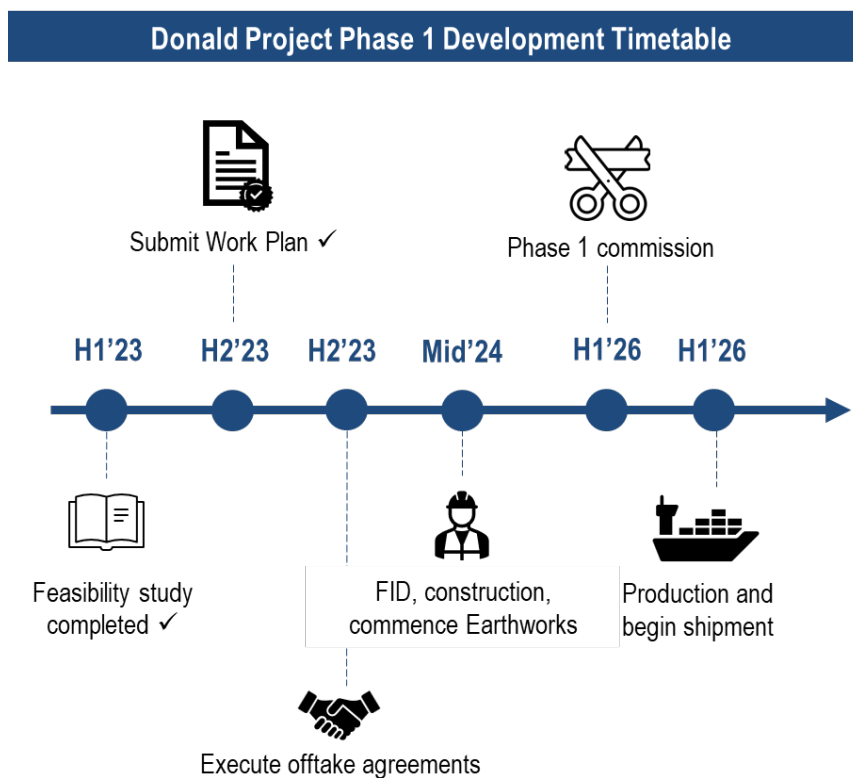 Donald Project Phase 1 Development Timetable
Submit Work Plan ✓
Phase 1 commission
H1’23
H2’23
H2’23
Mid’24
H1’26
H1’26
Feasibility study
completed ✓
FID, construction,
commence Earthworks
Production and
begin shipment
Execute offtake agreements